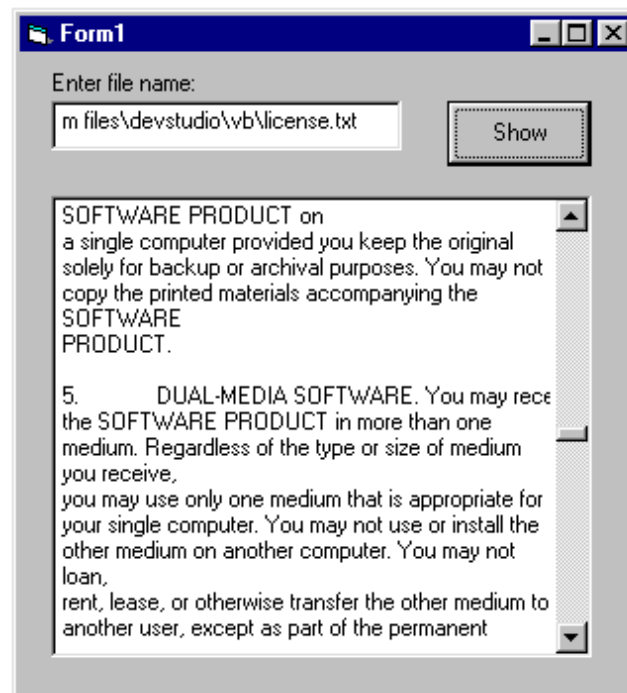 Form1
Enter file name:
m files\devstudio\vb\license.txt
Show
SOFTWARE PRODUCT on
a single computer provided you keep the original
solely for backup or archival purposes. You may not
copy the printed materials accompanying the
SOFTWARE
PRODUCT.
5. DUAL-MEDIA SOFTWARE. You may rece
the SOFTWARE PRODUCT in more than one
medium. Regardless of the type or size of medium
you receive,
you may use only one medium that is appropriate for
your single computer. You may not use or install the
other medium on another computer. You may not
loan,
rent, lease, or otherwise transfer the other medium to
another user, except as part of the permanent